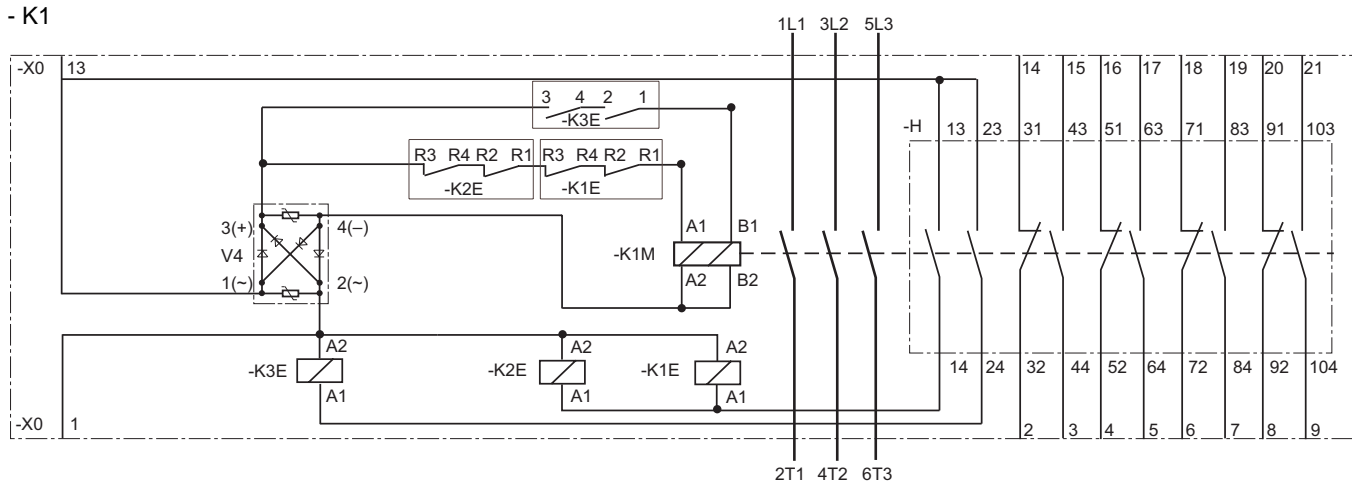 - K1
1L1 3L2 5L3
-X0 13 14 15 16 17 18 19 20 21
3 4 2 1
-K3E
-H 13 23 31 43 51 63 71 83 91 103
R3 R4 R2 R1 R3 R4 R2 R1
-K2E -K1E
3(+) 4(–) A1 B1
V4 -K1M
1(~) 2(~) A2 B2
A2 A2 A2
-K3E -K2E -K1E 14 24 32 44 52 64 72 84 92 104
A1 A1 A1
-X0 1 2 3 4 5 6 7 8 9
2T1 4T2 6T3